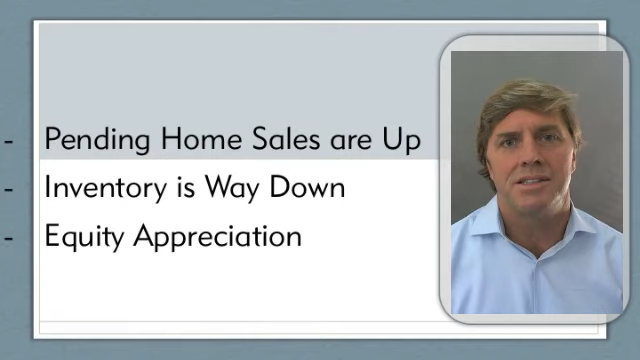 - Pending Home Sales are Up
- Inventory is Way Down
- Equity Appreciation